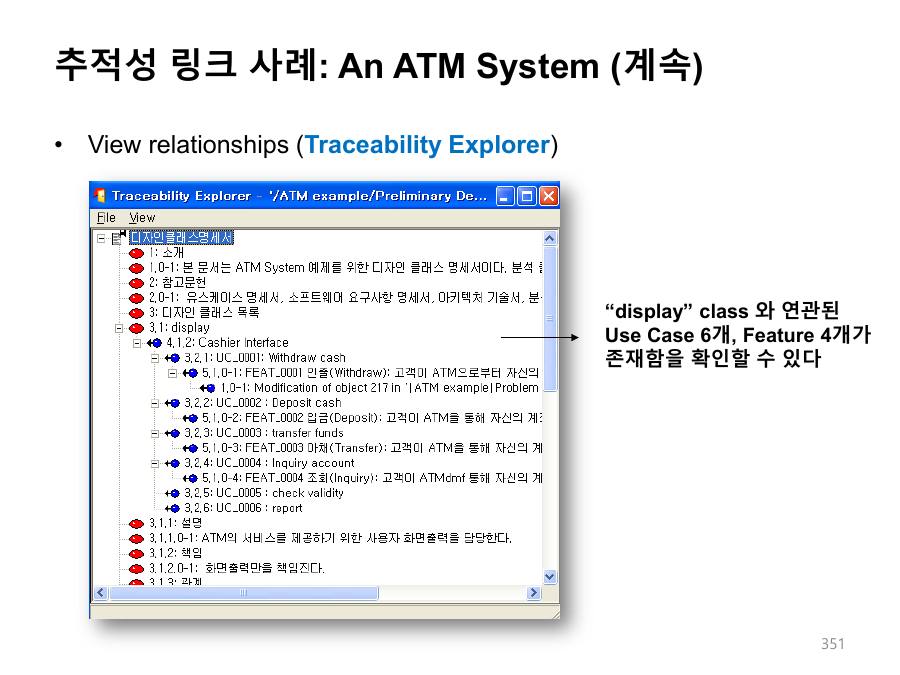 추적성 링크 사례: An ATM System (계속)
• View relationships (Traceability Explorer)
Traceability Explorer - '/ATM example/Preliminary De...
File View
디자인클래스명세서
1: 소개
1.0-1: 본 문서는 ATM System 예제를 위한 디자인 클래스 명세서이다. 분석
2: 참고문헌
2.0-1: 유스케이스 명세서, 소프트웨어 요구사항 명세서, 아키텍처 기술서, 분
3: 디자인 클래스 목록
3.1: display
4.1.2: Cashier Interface
3.2.1: UC_0001: Withdraw cash
5.1.0-1: FEAT_0001 인출(Withdraw): 고객이 ATM으로부터 자신의
1.0-1: Modification of object 217 in '|ATM example|Problem
3.2.2: UC_0002 : Deposit cash
5.1.0-2: FEAT_0002 입금(Deposit): 고객이 ATM을 통해 자신의 계
3.2.3: UC_0003 : transfer funds
5.1.0-3: FEAT_0003 이체(Transfer): 고객이 ATM을 통해 자신의 계
3.2.4: UC_0004 : Inquiry account
5.1.0-4: FEAT_0004 조회(Inquiry): 고객이 ATMdmf 통해 자신의 계
3.2.5: UC_0005 : check validity
3.2.6: UC_0006 : report
3.1.1: 설명
3.1.1.0-1: ATM의 서비스를 제공하기 위한 사용자 화면출력을 담당한다.
3.1.2: 책임
3.1.2.0-1: 화면출력만을 책임진다.
3.1.3: 관계
“display” class 와 연관된
Use Case 6개, Feature 4개가
존재함을 확인할 수 있다
351